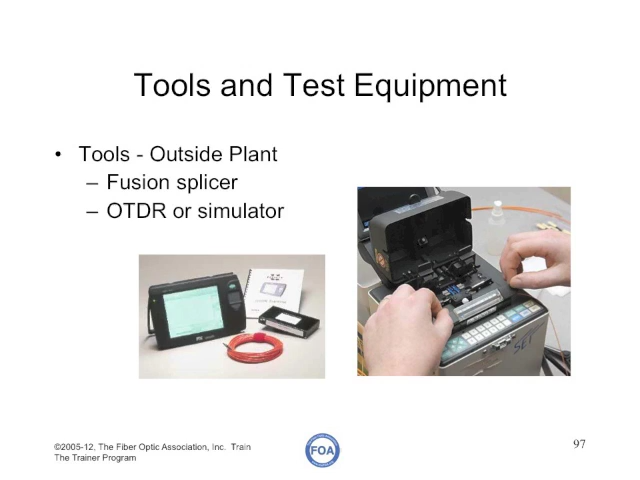 Tools and Test Equipment
• Tools - Outside Plant
– Fusion splicer
– OTDR or simulator
SET
©2005-12, The Fiber Optic Association, Inc. Train
The Trainer Program
FOA
97